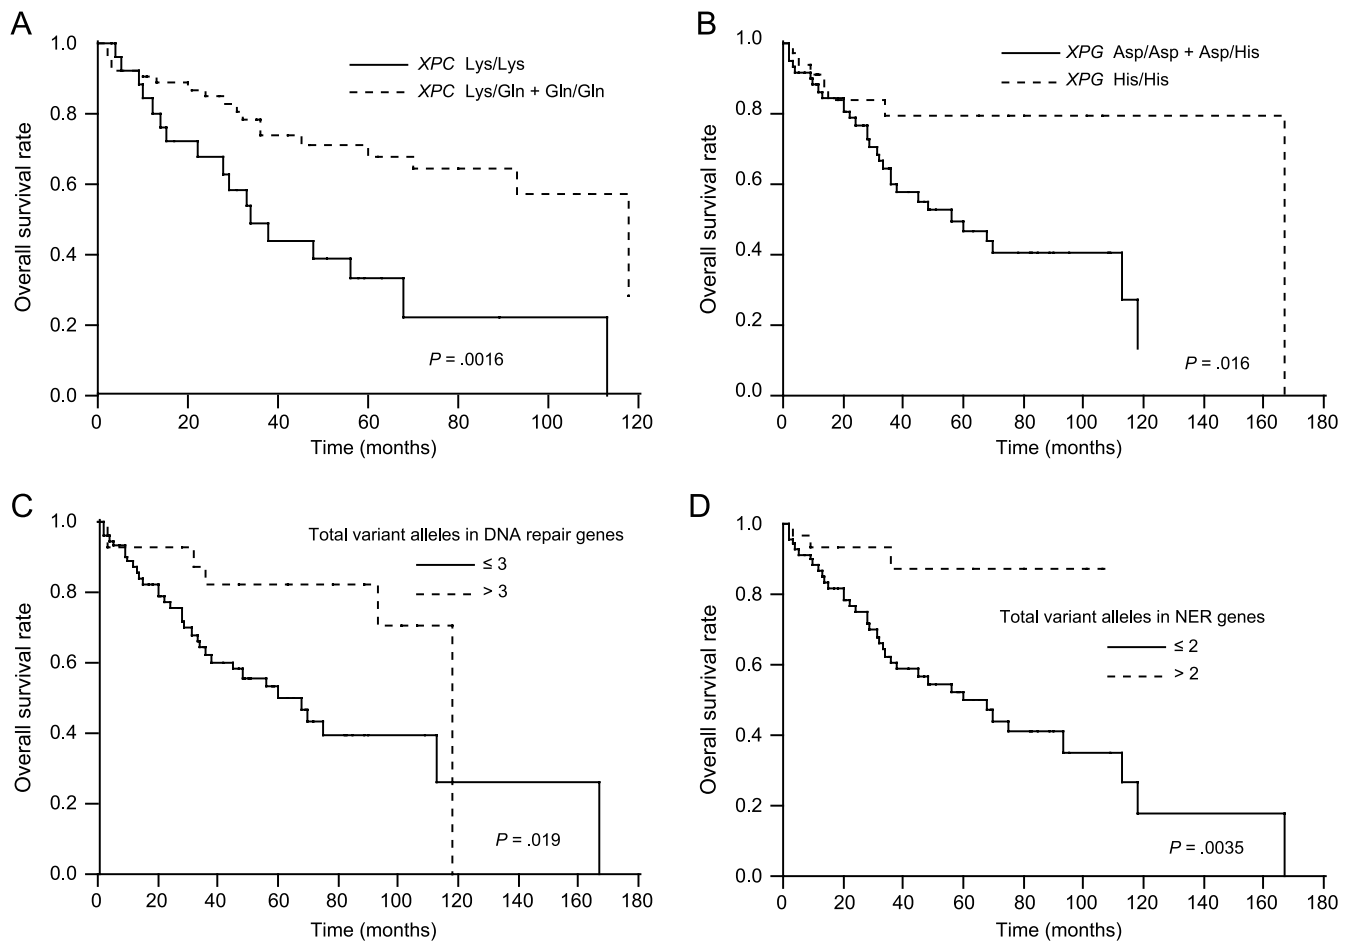 A
Overall survival rate
1.0
0.8
0.6
0.4
0.2
0.0
XPC Lys/Lys
XPC Lys/Gln + Gln/Gln
P = .0016
0 20 40 60 80 100 120
Time (months)
B
Overall survival rate
1.0
0.8
0.6
0.4
0.2
0.0
XPG Asp/Asp + Asp/His
XPG His/His
P = .016
0 20 40 60 80 100 120 140 160 180
Time (months)
C
Overall survival rate
1.0
0.8
0.6
0.4
0.2
0.0
Total variant alleles in DNA repair genes
≤ 3
> 3
P = .019
0 20 40 60 80 100 120 140 160 180
Time (months)
D
Overall survival rate
1.0
0.8
0.6
0.4
0.2
0.0
Total variant alleles in NER genes
≤ 2
> 2
P = .0035
0 20 40 60 80 100 120 140 160 180
Time (months)